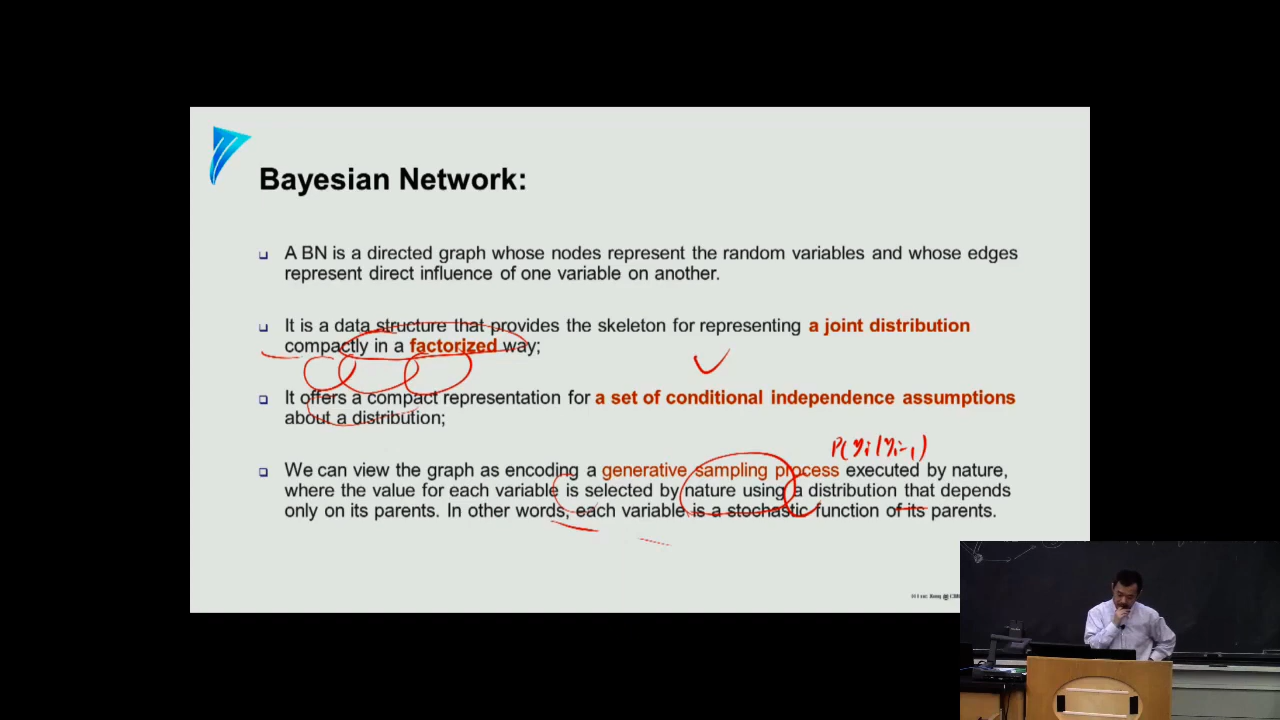 Bayesian Network:
❑ A BN is a directed graph whose nodes represent the random variables and whose edges
represent direct influence of one variable on another.
❑ It is a data structure that provides the skeleton for representing a joint distribution
compactly in a factorized way;
❑ It offers a compact representation for a set of conditional independence assumptions
about a distribution;
P(yi|yi-1)
❑ We can view the graph as encoding a generative sampling process executed by nature,
where the value for each variable is selected by nature using a distribution that depends
only on its parents. In other words, each variable is a stochastic function of its parents.